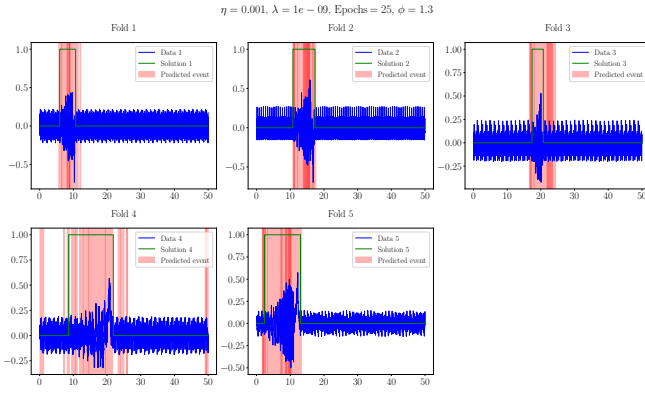 η = 0.001, λ = 1e − 09, Epochs = 25, ϕ = 1.3
Fold 1
Fold 2
Fold 3
1.0
0.5
0.0
−0.5
Data 1
Solution 1
Predicted event
0 10 20 30 40 50
1.0
0.5
0.0
−0.5
Data 2
Solution 2
Predicted event
0 10 20 30 40 50
1.00
0.75
0.50
0.25
0.00
−0.25
Data 3
Solution 3
Predicted event
0 10 20 30 40 50
Fold 4
Fold 5
1.00
0.75
0.50
0.25
0.00
−0.25
Data 4
Solution 4
Predicted event
0 10 20 30 40 50
1.00
0.75
0.50
0.25
0.00
−0.25
−0.50
Data 5
Solution 5
Predicted event
0 10 20 30 40 50